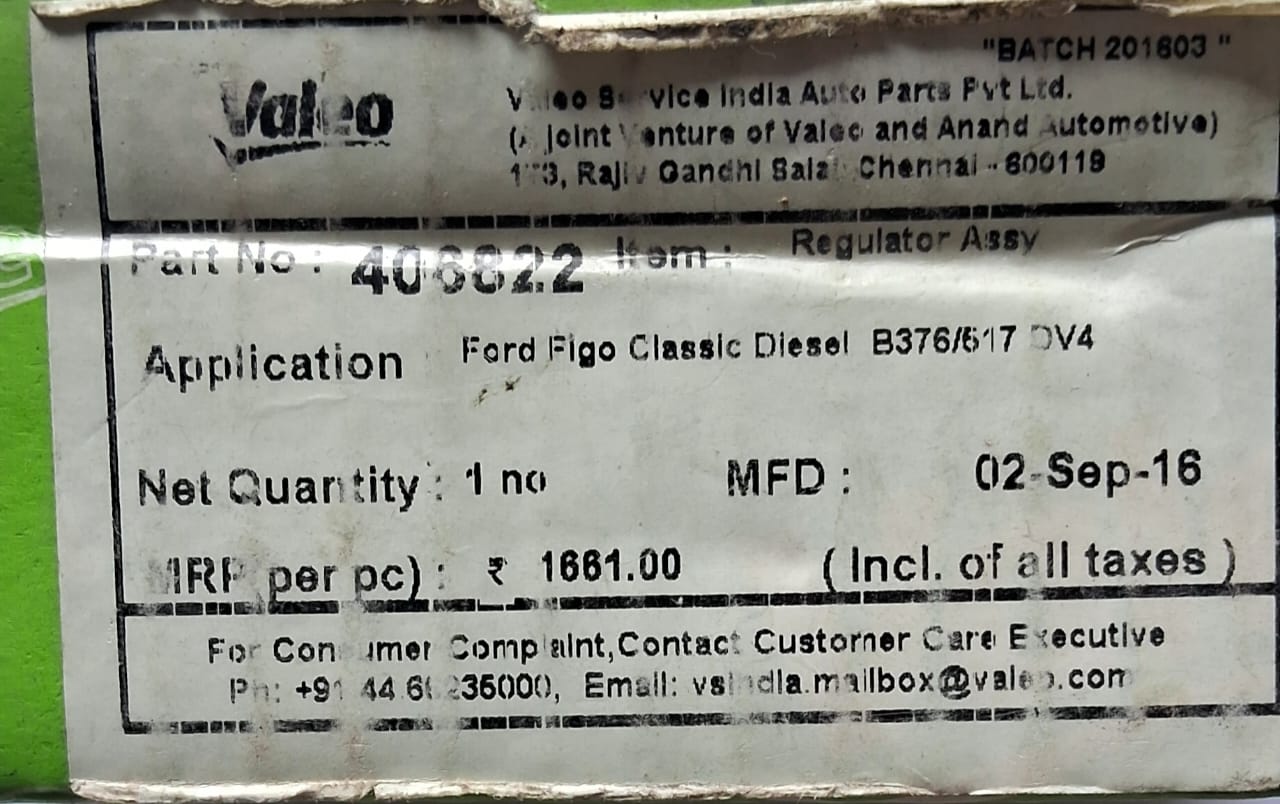 "BATCH 201603 "
Valeo
Valeo Service India Auto Parts Pvt Ltd.
(A joint Venture of Valeo and Anand Automotive)
Rajiv Gandhi Salai Chennai - 600119
Part No : 406822 Item : Regulator Assy
Application Ford Figo Classic Diesel B376/517 DV4
Net Quantity : 1 no MFD : 02-Sep-16
MRP (per pc) : ₹ 1661.00 ( Incl. of all taxes )
For Consumer Complaint,Contact Customer Care Executive
Ph: +91 44 Email: vsindia.mailbox@valeo.com